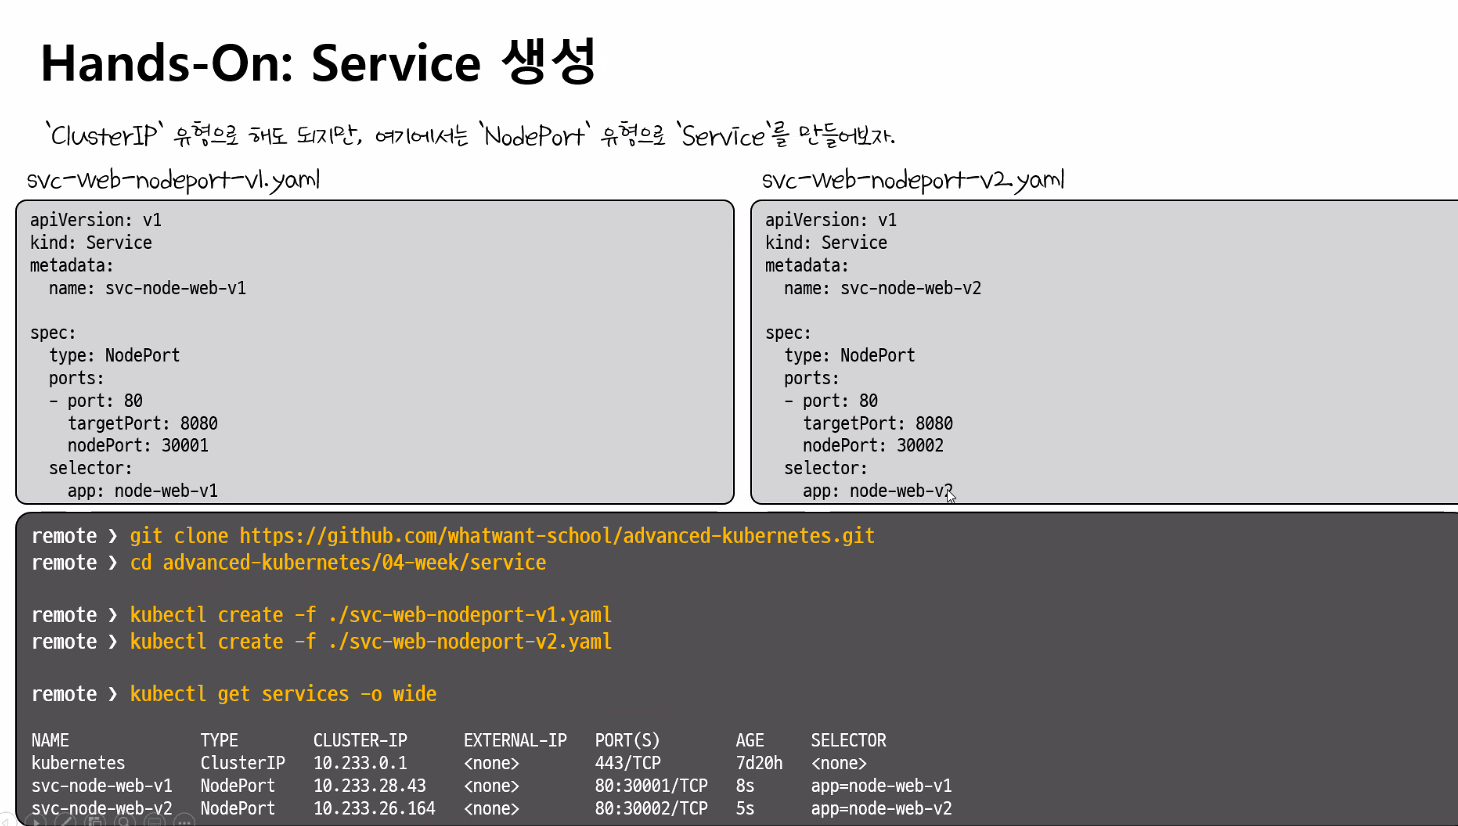 Hands-On: Service 생성
`ClusterIP` 유형으로 해도 되지만, 여기에서는 `NodePort` 유형으로 `Service`를 만들어보자.
svc-web-nodeport-v1.yaml
apiVersion: v1
kind: Service
metadata:
  name: svc-node-web-v1

spec:
  type: NodePort
  ports:
  - port: 80
    targetPort: 8080
    nodePort: 30001
  selector:
    app: node-web-v1
svc-web-nodeport-v2.yaml
apiVersion: v1
kind: Service
metadata:
  name: svc-node-web-v2

spec:
  type: NodePort
  ports:
  - port: 80
    targetPort: 8080
    nodePort: 30002
  selector:
    app: node-web-v2
remote ❯ git clone https://github.com/whatwant-school/advanced-kubernetes.git
remote ❯ cd advanced-kubernetes/04-week/service

remote ❯ kubectl create -f ./svc-web-nodeport-v1.yaml
remote ❯ kubectl create -f ./svc-web-nodeport-v2.yaml

remote ❯ kubectl get services -o wide

NAME              TYPE        CLUSTER-IP      EXTERNAL-IP   PORT(S)        AGE     SELECTOR
kubernetes        ClusterIP   10.233.0.1      <none>        443/TCP        7d20h   <none>
svc-node-web-v1   NodePort    10.233.28.43    <none>        80:30001/TCP   8s      app=node-web-v1
svc-node-web-v2   NodePort    10.233.26.164   <none>        80:30002/TCP   5s      app=node-web-v2